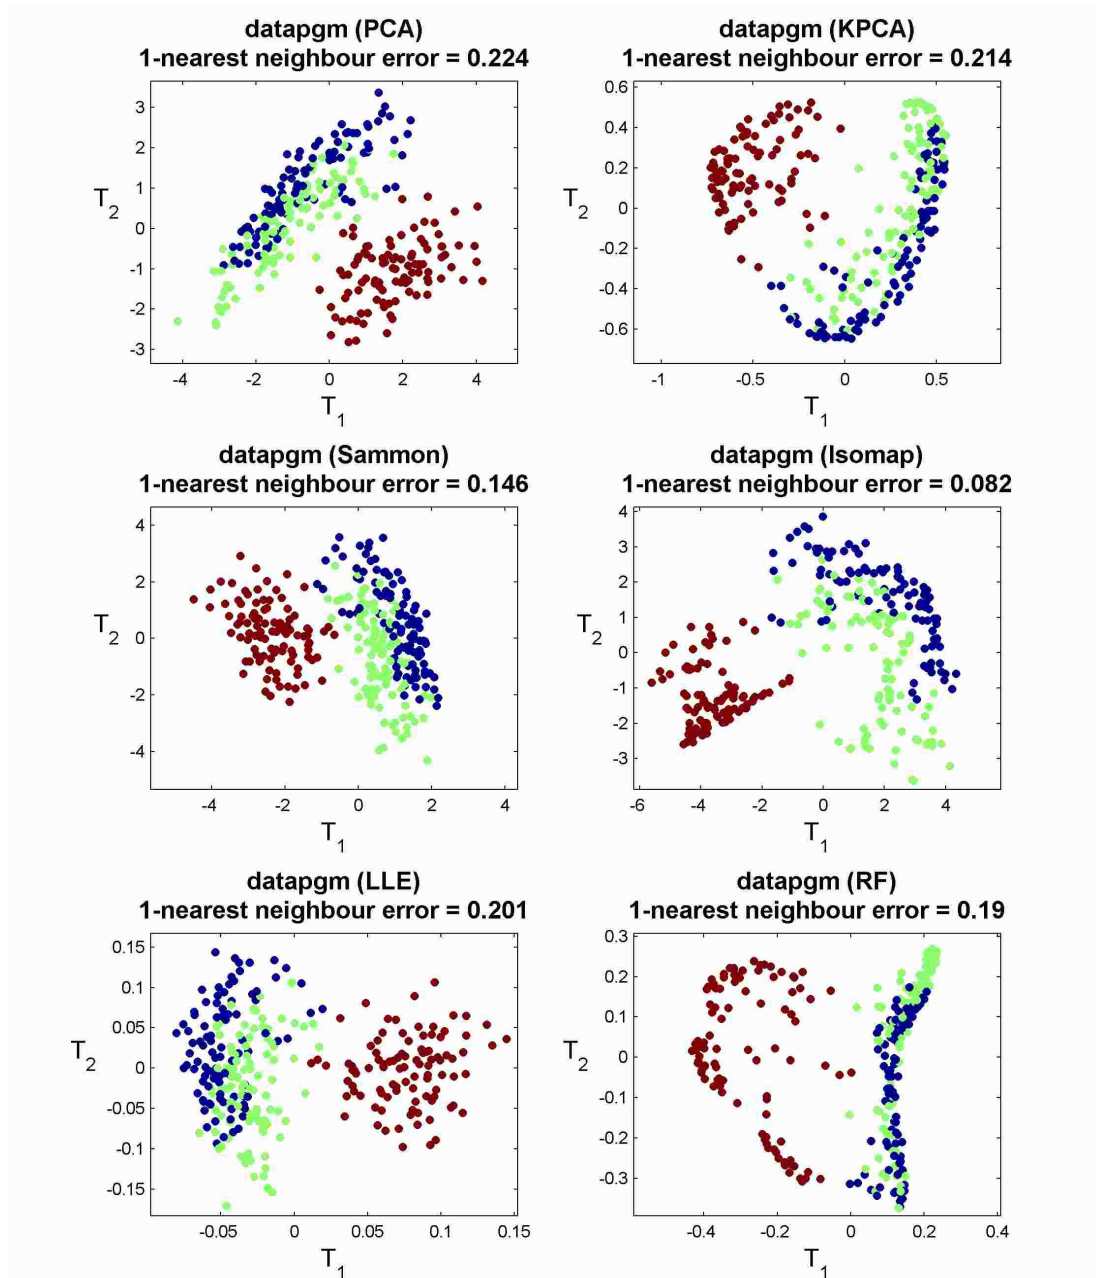 datapgm (PCA)
1-nearest neighbour error = 0.224
3
2
1
0
-1
-2
-3
T2
-4 -2 0 2 4
T1
datapgm (KPCA)
1-nearest neighbour error = 0.214
0.6
0.4
0.2
0
-0.2
-0.4
-0.6
T2
-1 -0.5 0 0.5
T1
datapgm (Sammon)
1-nearest neighbour error = 0.146
4
2
0
-2
-4
T2
-4 -2 0 2 4
T1
datapgm (Isomap)
1-nearest neighbour error = 0.082
4
3
2
1
0
-1
-2
-3
T2
-6 -4 -2 0 2 4
T1
datapgm (LLE)
1-nearest neighbour error = 0.201
0.15
0.1
0.05
0
-0.05
-0.1
-0.15
T2
-0.05 0 0.05 0.1 0.15
T1
datapgm (RF)
1-nearest neighbour error = 0.19
0.3
0.2
0.1
0
-0.1
-0.2
-0.3
T2
-0.4 -0.2 0 0.2 0.4
T1